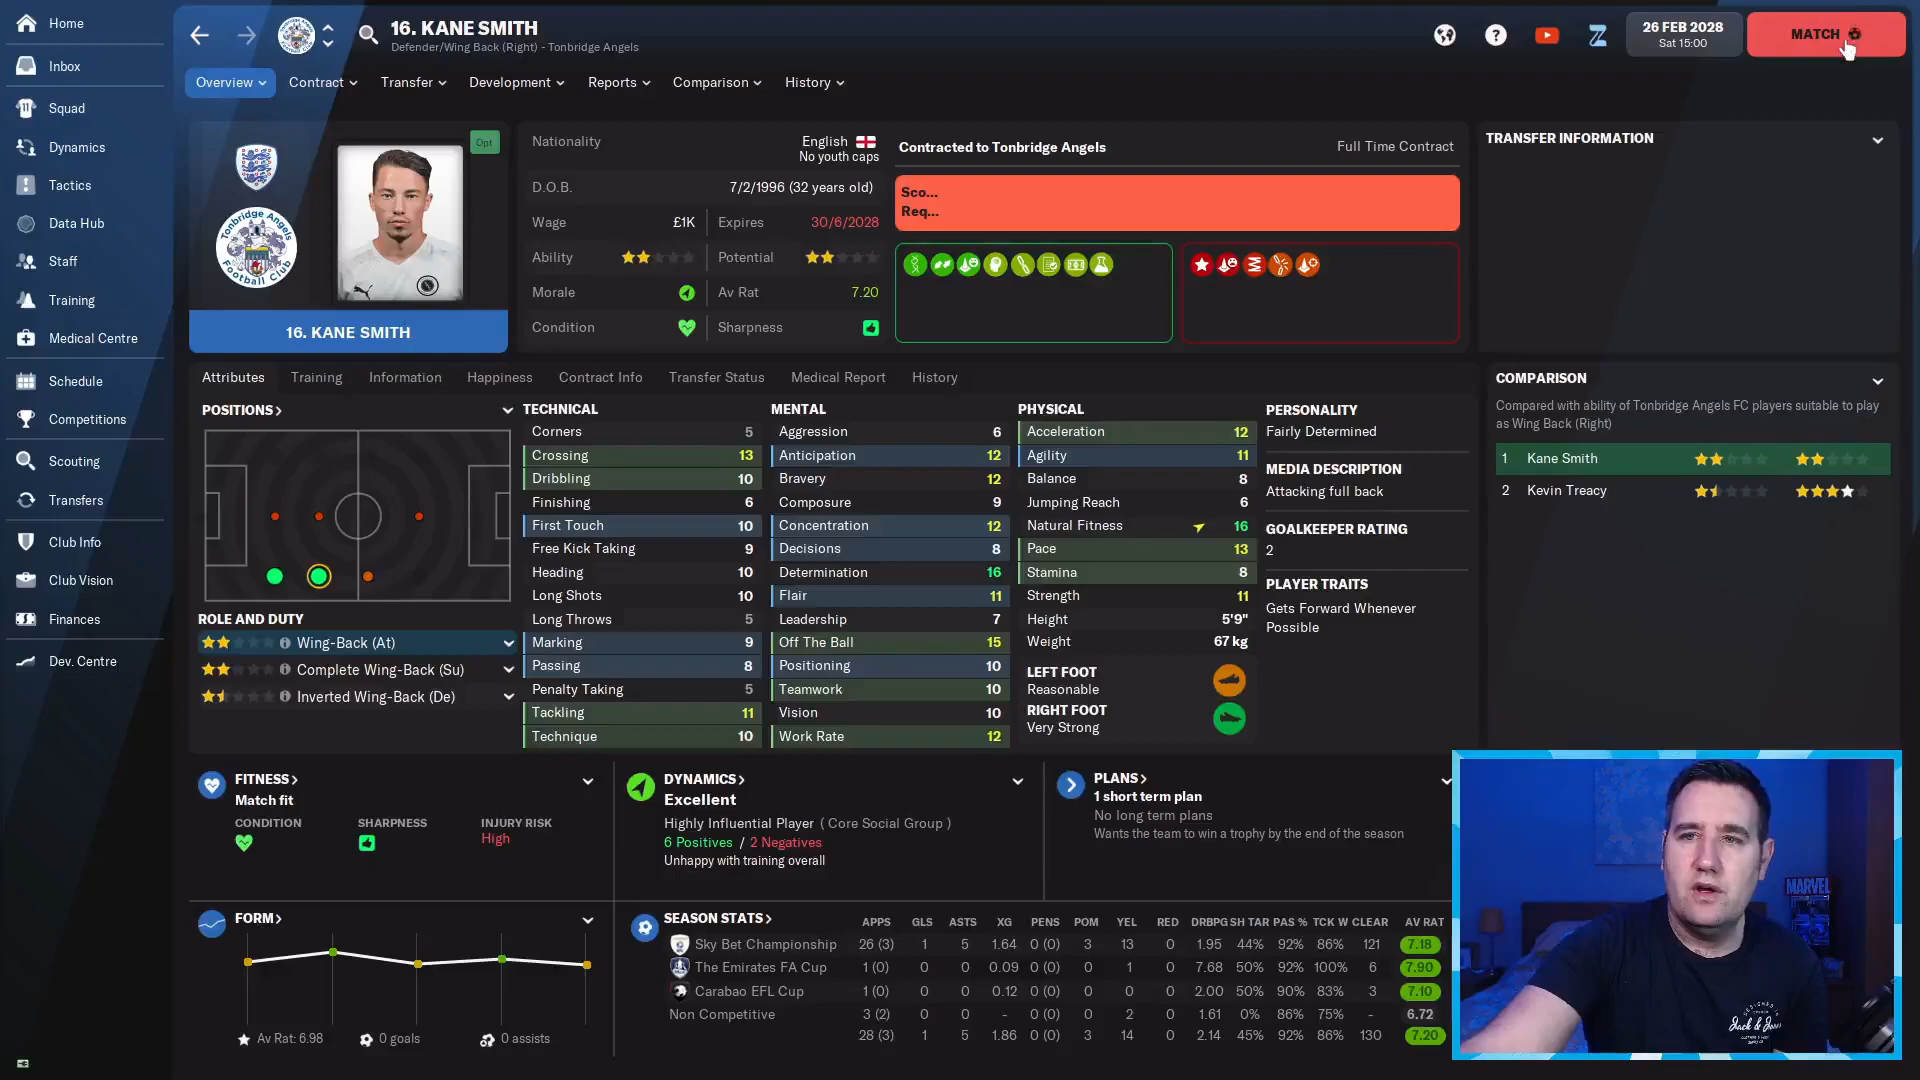 Home
Inbox
Squad
Dynamics
Tactics
Data Hub
Staff
Training
Medical Centre
Schedule
Competitions
Scouting
Transfers
Club Info
Club Vision
Finances
Dev. Centre
16. KANE SMITH
Defender/Wing Back (Right) - Tonbridge Angels
26 FEB 2028
Sat 15:00
MATCH
Overview
Contract
Transfer
Development
Reports
Comparison
History
Opt
Tonbridge Angels
Football Club
16. KANE SMITH
Nationality English
No youth caps
D.O.B. 7/2/1996 (32 years old)
Wage £1K Expires 30/6/2028
Ability Potential
Morale Av Rat 7.20
Condition Sharpness
Contracted to Tonbridge Angels Full Time Contract
Sco...
Req...
TRANSFER INFORMATION
Attributes Training Information Happiness Contract Info Transfer Status Medical Report History
POSITIONS>
ROLE AND DUTY
Wing-Back (At)
Complete Wing-Back (Su)
Inverted Wing-Back (De)
TECHNICAL
Corners 5
Crossing 13
Dribbling 10
Finishing 6
First Touch 10
Free Kick Taking 9
Heading 10
Long Shots 10
Long Throws 5
Marking 9
Passing 8
Penalty Taking 5
Tackling 11
Technique 10
MENTAL
Aggression 6
Anticipation 12
Bravery 12
Composure 9
Concentration 12
Decisions 8
Determination 16
Flair 11
Leadership 7
Off The Ball 15
Positioning 10
Teamwork 10
Vision 10
Work Rate 12
PHYSICAL
Acceleration 12
Agility 11
Balance 8
Jumping Reach 6
Natural Fitness 16
Pace 13
Stamina 8
Strength 11
Height 5'9"
Weight 67 kg
LEFT FOOT
Reasonable
RIGHT FOOT
Very Strong
PERSONALITY
Fairly Determined
MEDIA DESCRIPTION
Attacking full back
GOALKEEPER RATING
2
PLAYER TRAITS
Gets Forward Whenever
Possible
COMPARISON
Compared with ability of Tonbridge Angels FC players suitable to play
as Wing Back (Right)
1 Kane Smith
2 Kevin Treacy
FITNESS>
Match fit
CONDITION SHARPNESS INJURY RISK
High
DYNAMICS>
Excellent
Highly Influential Player ( Core Social Group )
6 Positives / 2 Negatives
Unhappy with training overall
PLANS>
1 short term plan
No long term plans
Wants the team to win a trophy by the end of the season
FORM>
Av Rat: 6.98 0 goals 0 assists
SEASON STATS> APPS GLS ASTS XG PENS POM YEL RED DRBPG SH TAR PAS % TCK W CLEAR AV RAT
Sky Bet Championship 26 (3) 1 5 1.64 0 (0) 3 13 0 1.95 44% 92% 86% 121 7.18
The Emirates FA Cup 1 (0) 0 0 0.09 0 (0) 0 1 0 7.68 50% 92% 100% 6 7.90
Carabao EFL Cup 1 (0) 0 0 0.12 0 (0) 0 0 0 2.00 50% 90% 83% 3 7.10
Non Competitive 3 (2) 0 0 - 0 (0) 0 2 0 1.61 0% 86% 75% - 6.72
28 (3) 1 5 1.86 0 (0) 3 14 0 2.14 45% 92% 86% 130 7.20
MARVEL
Jack & Jones